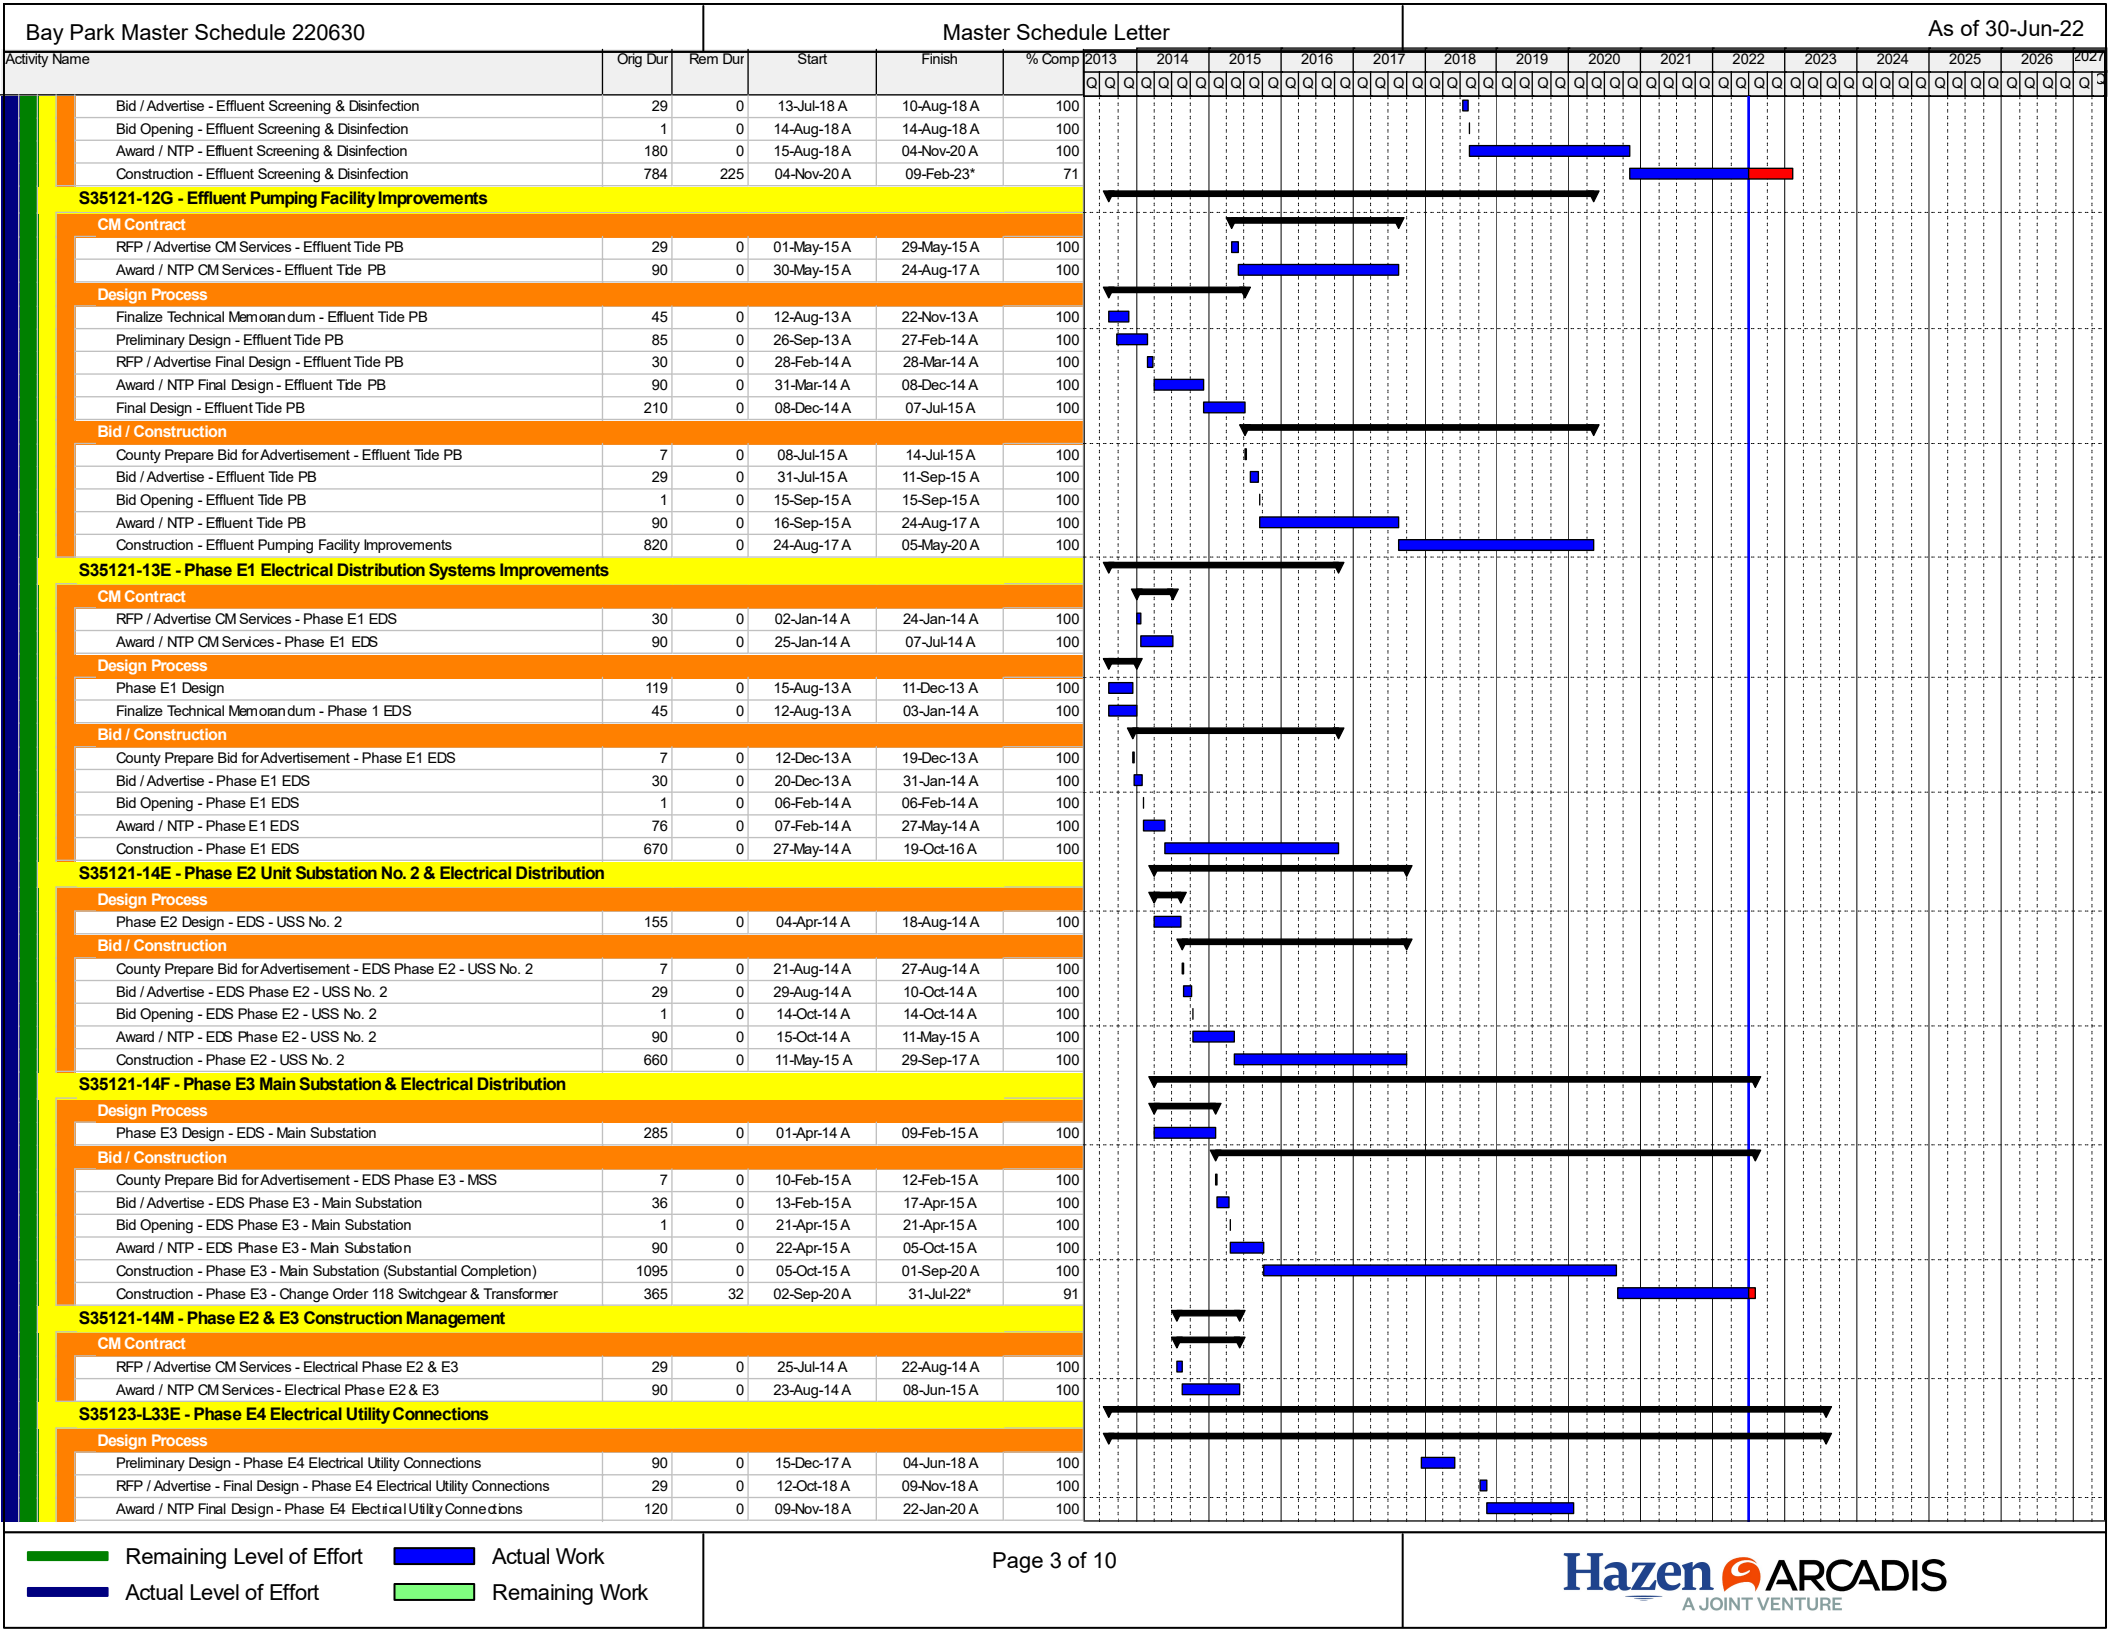 Bay Park Master Schedule 220630 Master Schedule Letter As of 30-Jun-22
Activity Name Orig Dur Rem Dur Start Finish % Comp 2013 2014 2015 2016 2017 2018 2019 2020 2021 2022 2023 2024 2025 2026 2027
Q Q Q Q Q Q Q Q Q Q Q Q Q Q Q Q Q Q Q Q Q Q Q Q Q Q Q Q Q Q Q Q Q Q Q Q Q Q Q Q Q Q Q Q Q Q Q Q Q Q Q Q Q Q Q
Bid / Advertise - Effluent Screening & Disinfection 29 0 13-Jul-18 A 10-Aug-18 A 100
Bid Opening - Effluent Screening & Disinfection 1 0 14-Aug-18 A 14-Aug-18 A 100
Award / NTP - Effluent Screening & Disinfection 180 0 15-Aug-18 A 04-Nov-20 A 100
Construction - Effluent Screening & Disinfection 784 225 04-Nov-20 A 09-Feb-23* 71
S35121-12G - Effluent Pumping Facility Improvements
CM Contract
RFP / Advertise CM Services - Effluent Tide PB 29 0 01-May-15 A 29-May-15 A 100
Award / NTP CM Services - Effluent Tide PB 90 0 30-May-15 A 24-Aug-17 A 100
Design Process
Finalize Technical Memorandum - Effluent Tide PB 45 0 12-Aug-13 A 22-Nov-13 A 100
Preliminary Design - Effluent Tide PB 85 0 26-Sep-13 A 27-Feb-14 A 100
RFP / Advertise Final Design - Effluent Tide PB 30 0 28-Feb-14 A 28-Mar-14 A 100
Award / NTP Final Design - Effluent Tide PB 90 0 31-Mar-14 A 08-Dec-14 A 100
Final Design - Effluent Tide PB 210 0 08-Dec-14 A 07-Jul-15 A 100
Bid / Construction
County Prepare Bid for Advertisement - Effluent Tide PB 7 0 08-Jul-15 A 14-Jul-15 A 100
Bid / Advertise - Effluent Tide PB 29 0 31-Jul-15 A 11-Sep-15 A 100
Bid Opening - Effluent Tide PB 1 0 15-Sep-15 A 15-Sep-15 A 100
Award / NTP - Effluent Tide PB 90 0 16-Sep-15 A 24-Aug-17 A 100
Construction - Effluent Pumping Facility Improvements 820 0 24-Aug-17 A 05-May-20 A 100
S35121-13E - Phase E1 Electrical Distribution Systems Improvements
CM Contract
RFP / Advertise CM Services - Phase E1 EDS 30 0 02-Jan-14 A 24-Jan-14 A 100
Award / NTP CM Services - Phase E1 EDS 90 0 25-Jan-14 A 07-Jul-14 A 100
Design Process
Phase E1 Design 119 0 15-Aug-13 A 11-Dec-13 A 100
Finalize Technical Memorandum - Phase 1 EDS 45 0 12-Aug-13 A 03-Jan-14 A 100
Bid / Construction
County Prepare Bid for Advertisement - Phase E1 EDS 7 0 12-Dec-13 A 19-Dec-13 A 100
Bid / Advertise - Phase E1 EDS 30 0 20-Dec-13 A 31-Jan-14 A 100
Bid Opening - Phase E1 EDS 1 0 06-Feb-14 A 06-Feb-14 A 100
Award / NTP - Phase E1 EDS 76 0 07-Feb-14 A 27-May-14 A 100
Construction - Phase E1 EDS 670 0 27-May-14 A 19-Oct-16 A 100
S35121-14E - Phase E2 Unit Substation No. 2 & Electrical Distribution
Design Process
Phase E2 Design - EDS - USS No. 2 155 0 04-Apr-14 A 18-Aug-14 A 100
Bid / Construction
County Prepare Bid for Advertisement - EDS Phase E2 - USS No. 2 7 0 21-Aug-14 A 27-Aug-14 A 100
Bid / Advertise - EDS Phase E2 - USS No. 2 29 0 29-Aug-14 A 10-Oct-14 A 100
Bid Opening - EDS Phase E2 - USS No. 2 1 0 14-Oct-14 A 14-Oct-14 A 100
Award / NTP - EDS Phase E2 - USS No. 2 90 0 15-Oct-14 A 11-May-15 A 100
Construction - Phase E2 - USS No. 2 660 0 11-May-15 A 29-Sep-17 A 100
S35121-14F - Phase E3 Main Substation & Electrical Distribution
Design Process
Phase E3 Design - EDS - Main Substation 285 0 01-Apr-14 A 09-Feb-15 A 100
Bid / Construction
County Prepare Bid for Advertisement - EDS Phase E3 - MSS 7 0 10-Feb-15 A 12-Feb-15 A 100
Bid / Advertise - EDS Phase E3 - Main Substation 36 0 13-Feb-15 A 17-Apr-15 A 100
Bid Opening - EDS Phase E3 - Main Substation 1 0 21-Apr-15 A 21-Apr-15 A 100
Award / NTP - EDS Phase E3 - Main Substation 90 0 22-Apr-15 A 05-Oct-15 A 100
Construction - Phase E3 - Main Substation (Substantial Completion) 1095 0 05-Oct-15 A 01-Sep-20 A 100
Construction - Phase E3 - Change Order 118 Switchgear & Transformer 365 32 02-Sep-20 A 31-Jul-22* 91
S35121-14M - Phase E2 & E3 Construction Management
CM Contract
RFP / Advertise CM Services - Electrical Phase E2 & E3 29 0 25-Jul-14 A 22-Aug-14 A 100
Award / NTP CM Services - Electrical Phase E2 & E3 90 0 23-Aug-14 A 08-Jun-15 A 100
S35123-L33E - Phase E4 Electrical Utility Connections
Design Process
Preliminary Design - Phase E4 Electrical Utility Connections 90 0 15-Dec-17 A 04-Jun-18 A 100
RFP / Advertise - Final Design - Phase E4 Electrical Utility Connections 29 0 12-Oct-18 A 09-Nov-18 A 100
Award / NTP Final Design - Phase E4 Electrical Utility Connections 120 0 09-Nov-18 A 22-Jan-20 A 100
Remaining Level of Effort Actual Work
Actual Level of Effort Remaining Work
Page 3 of 10
Hazen ARCADIS
A JOINT VENTURE